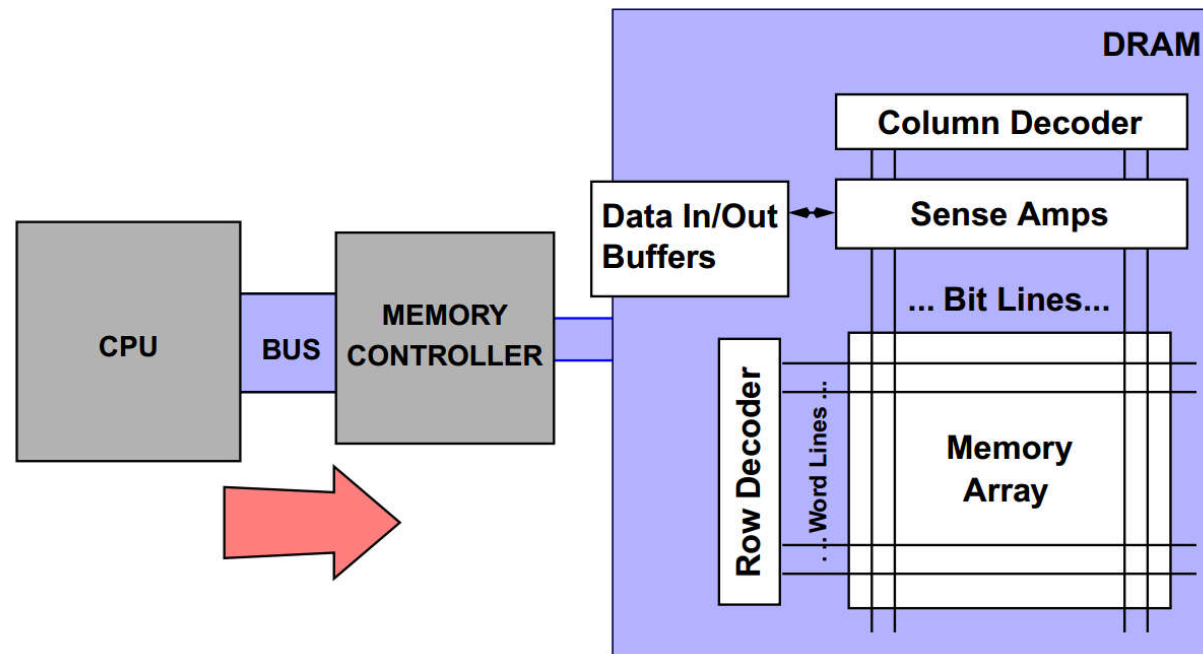 DRAM
Column Decoder
Data In/Out
Buffers
Sense Amps
... Bit Lines...
CPU
BUS
MEMORY
CONTROLLER
Row Decoder
. ..Word Lines ...
Memory
Array